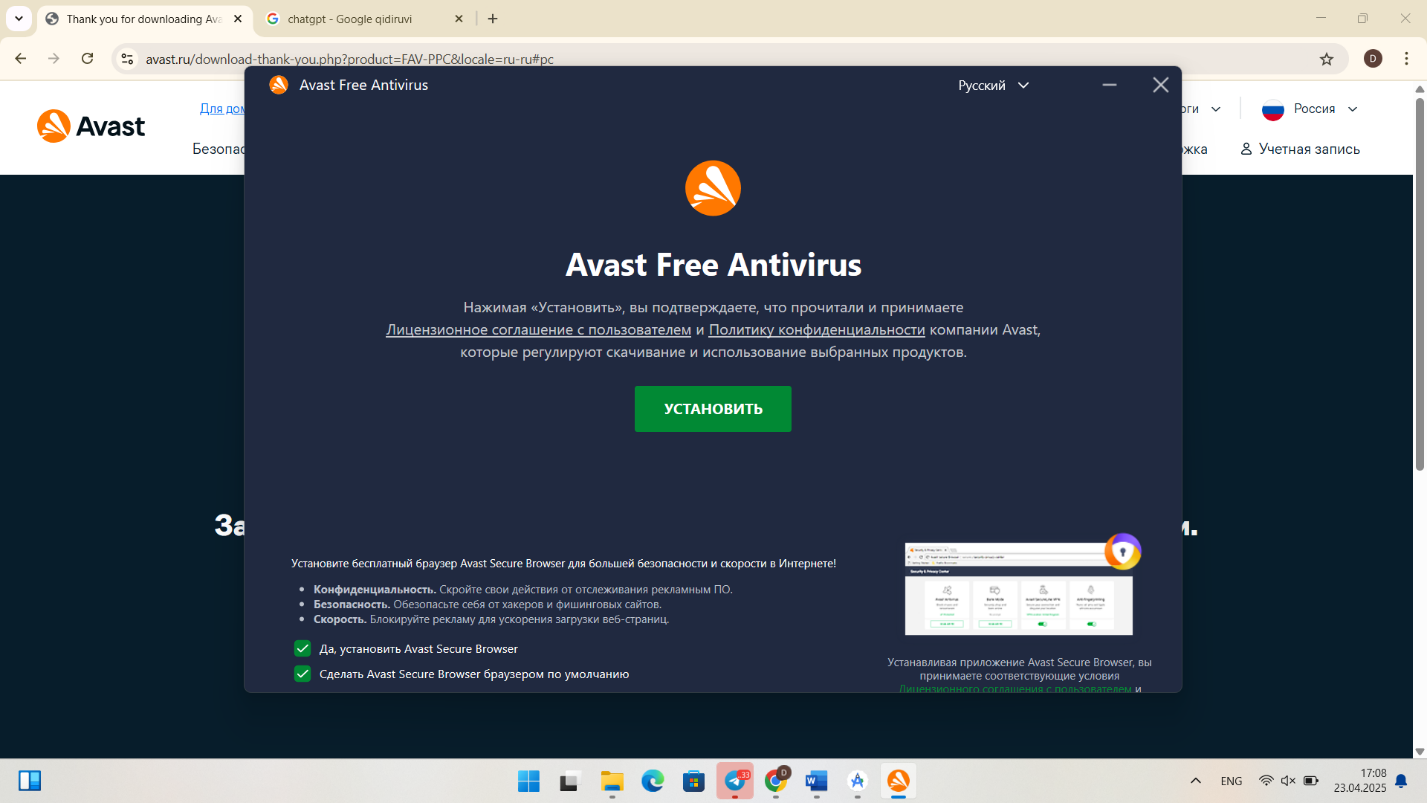 Thank you for downloading Ava
chatgpt - Google qidiruvi
avast.ru/download-thank-you.php?product=FAV-PPC&locale=ru-ru#pc
D
Avast Free Antivirus
Русский
Avast
Для дом
Россия
Учетная запись
Avast Free Antivirus
Нажимая «Установить», вы подтверждаете, что прочитали и принимаете
Лицензионное соглашение с пользователем и Политику конфиденциальности компании Avast,
которые регулируют скачивание и использование выбранных продуктов.
УСТАНОВИТЬ
Установите бесплатный браузер Avast Secure Browser для большей безопасности и скорости в Интернете!
Конфиденциальность. Скройте свои действия от отслеживания рекламным ПО.
Безопасность. Обезопасьте себя от хакеров и фишинговых сайтов.
Скорость. Блокируйте рекламу для ускорения загрузки веб-страниц.
Да, установить Avast Secure Browser
Сделать Avast Secure Browser браузером по умолчанию
Устанавливая приложение Avast Secure Browser, вы
принимаете соответствующие условия
Лицензионного соглашения с пользователем и
33
D
ENG
17:08
23.04.2025